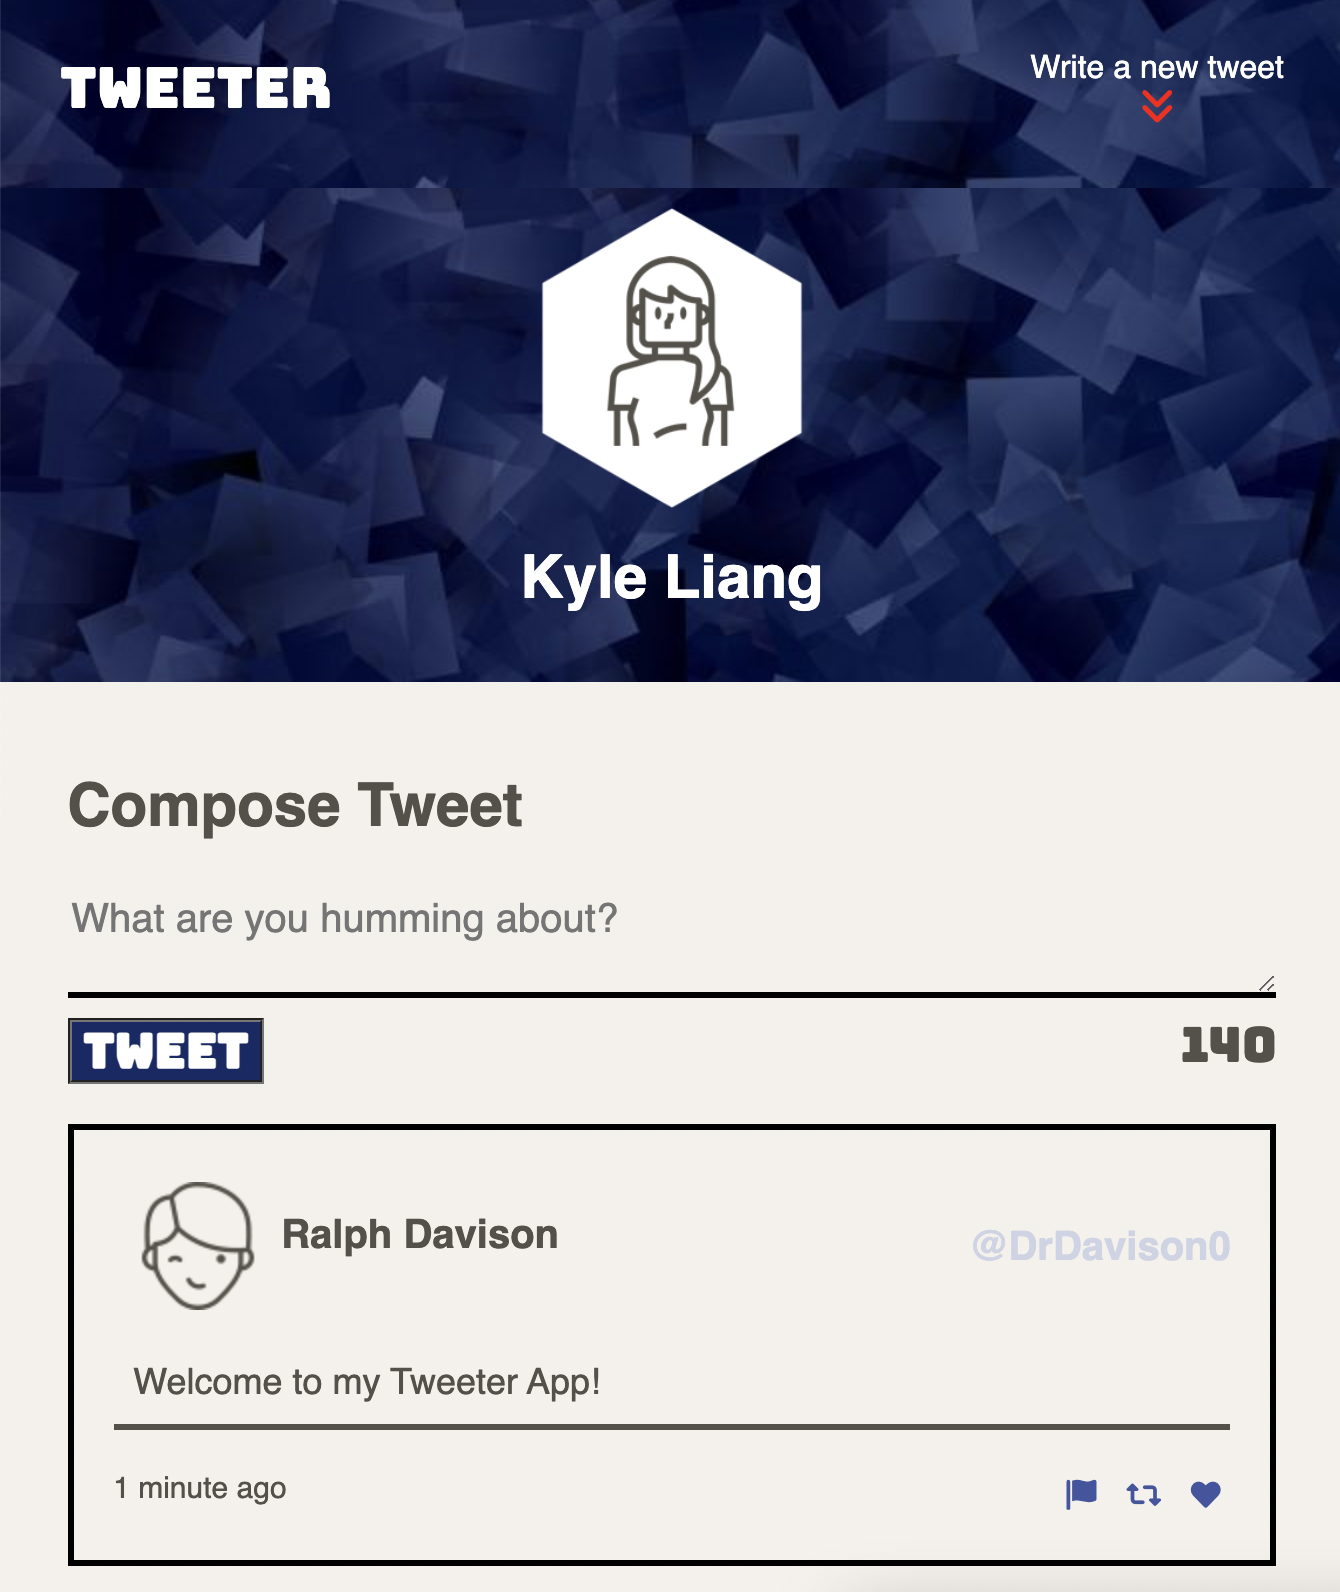 TWEETER
Write a new tweet
Kyle Liang
Compose Tweet
What are you humming about?
TWEET
140
Ralph Davison
@DrDavison0
Welcome to my Tweeter App!
1 minute ago